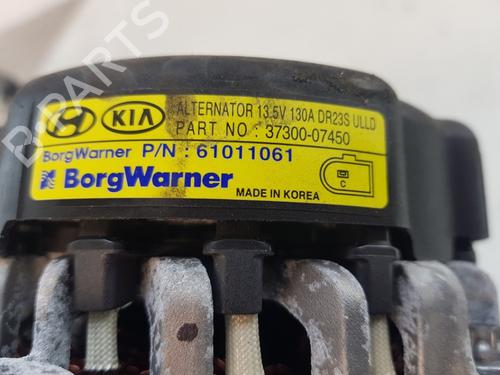 KIA ALTERNATOR 13.5V 130A DR23S ULLD
PART NO : 37300-07450
BorgWarner P/N : 61011061
BorgWarner
C
MADE IN KOREA
B-PARTS